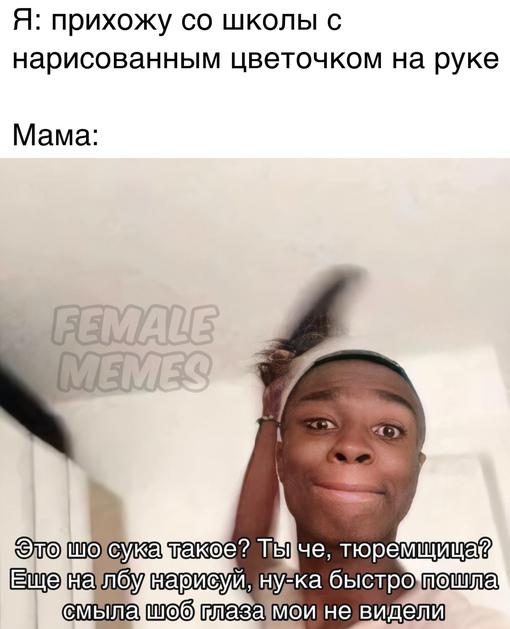 Я: прихожу со школы с
нарисованным цветочком на руке
Мама:
FEMALE
MEMES
Это шо сука такое? Ты че, тюремщица?
Еще на лбу нарисуй, ну-ка быстро пошла
смыла шоб глаза мои не видели